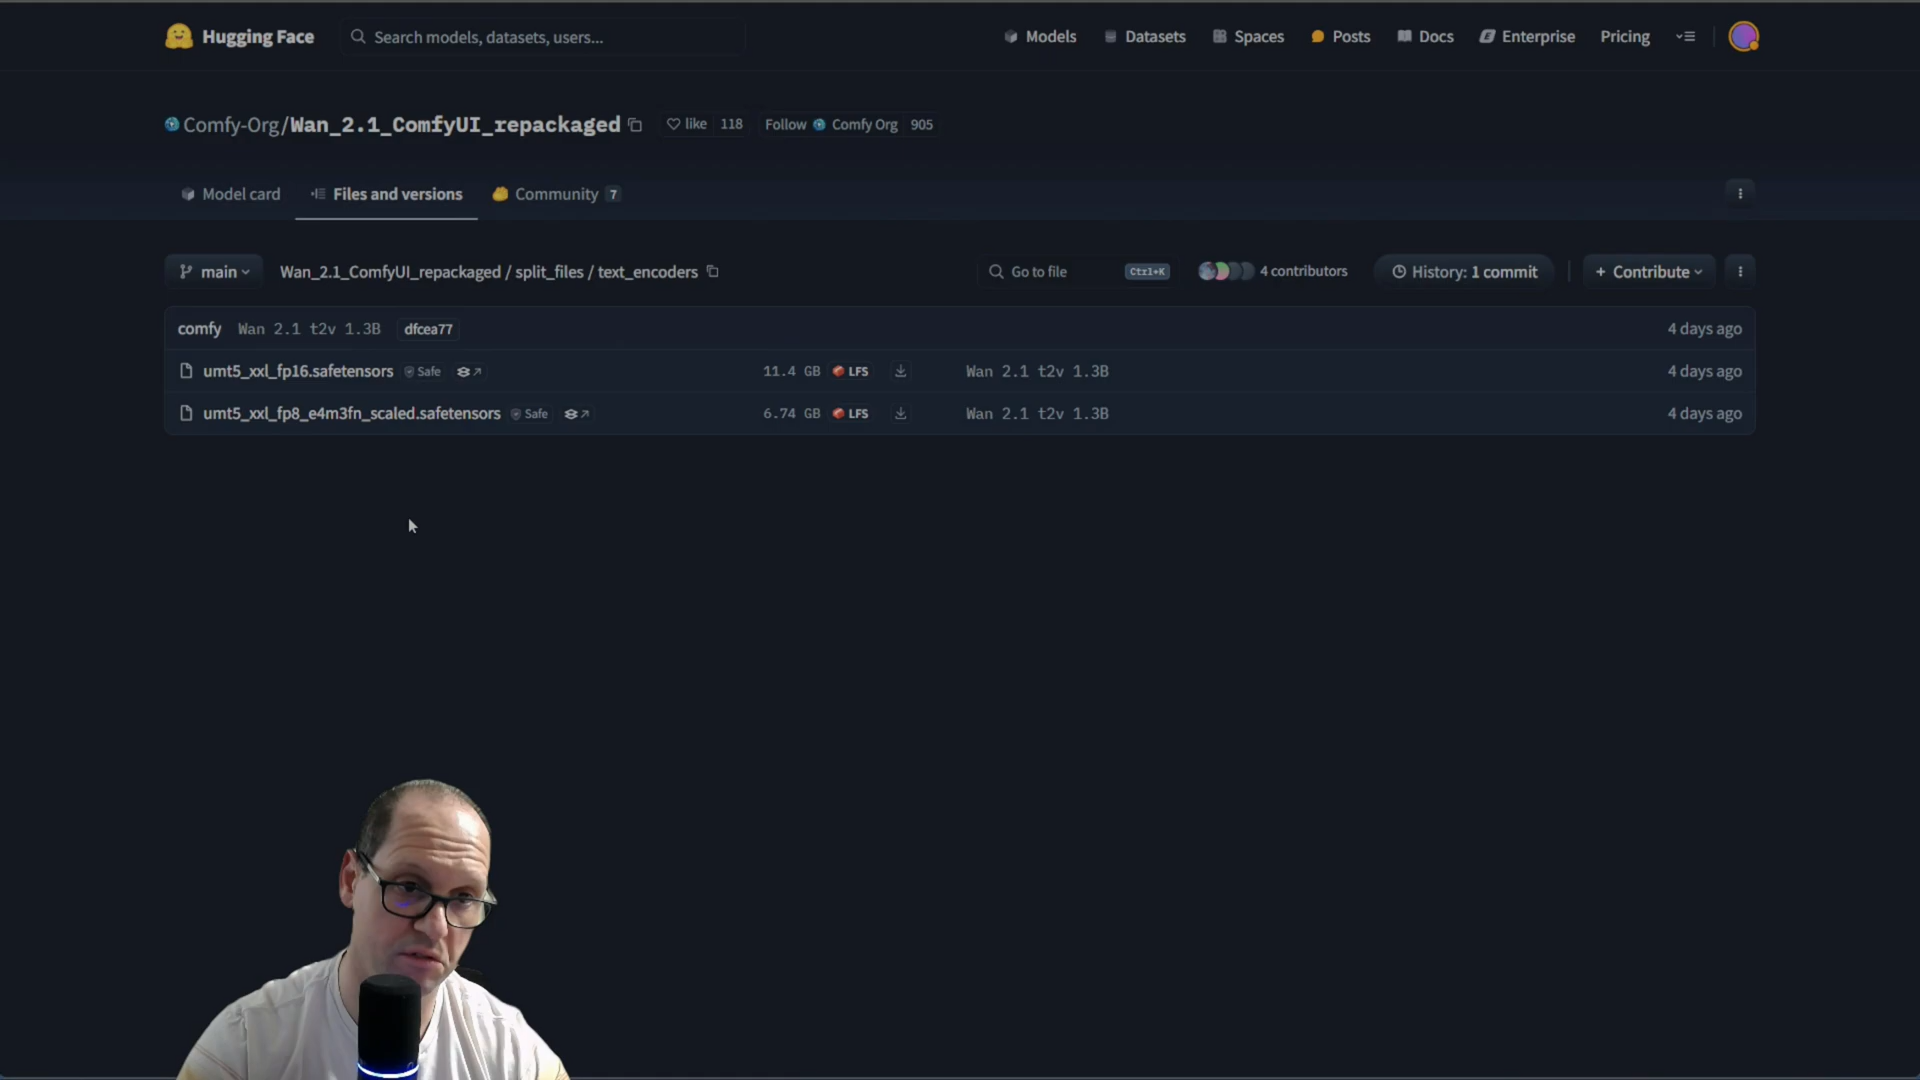 Hugging Face
Search models, datasets, users...
Models
Datasets
Spaces
Posts
Docs
Enterprise
Pricing
Comfy-Org/Wan_2.1_ComfyUI_repackaged
like 118
Follow Comfy Org 905
Model card
Files and versions
Community 7
main
Wan_2.1_ComfyUI_repackaged / split_files / text_encoders
Go to file Ctrl+K
4 contributors
History: 1 commit
+ Contribute
comfy Wan 2.1 t2v 1.3B dfcea77 4 days ago
umt5_xxl_fp16.safetensors Safe 11.4 GB LFS Wan 2.1 t2v 1.3B 4 days ago
umt5_xxl_fp8_e4m3fn_scaled.safetensors Safe 6.74 GB LFS Wan 2.1 t2v 1.3B 4 days ago